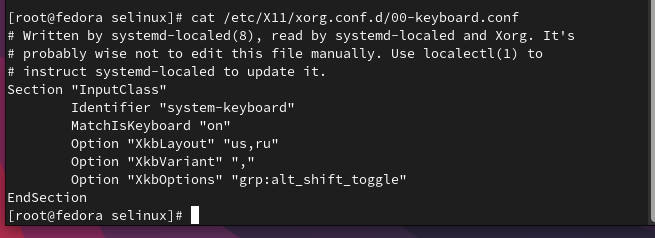 [root@fedora selinux]# cat /etc/X11/xorg.conf.d/00-keyboard.conf
# Written by systemd-localed(8), read by systemd-localed and Xorg. It's
# probably wise not to edit this file manually. Use localectl(1) to
# instruct systemd-localed to update it.
Section "InputClass"
        Identifier "system-keyboard"
        MatchIsKeyboard "on"
        Option "XkbLayout" "us,ru"
        Option "XkbVariant" ","
        Option "XkbOptions" "grp:alt_shift_toggle"
EndSection
[root@fedora selinux]#